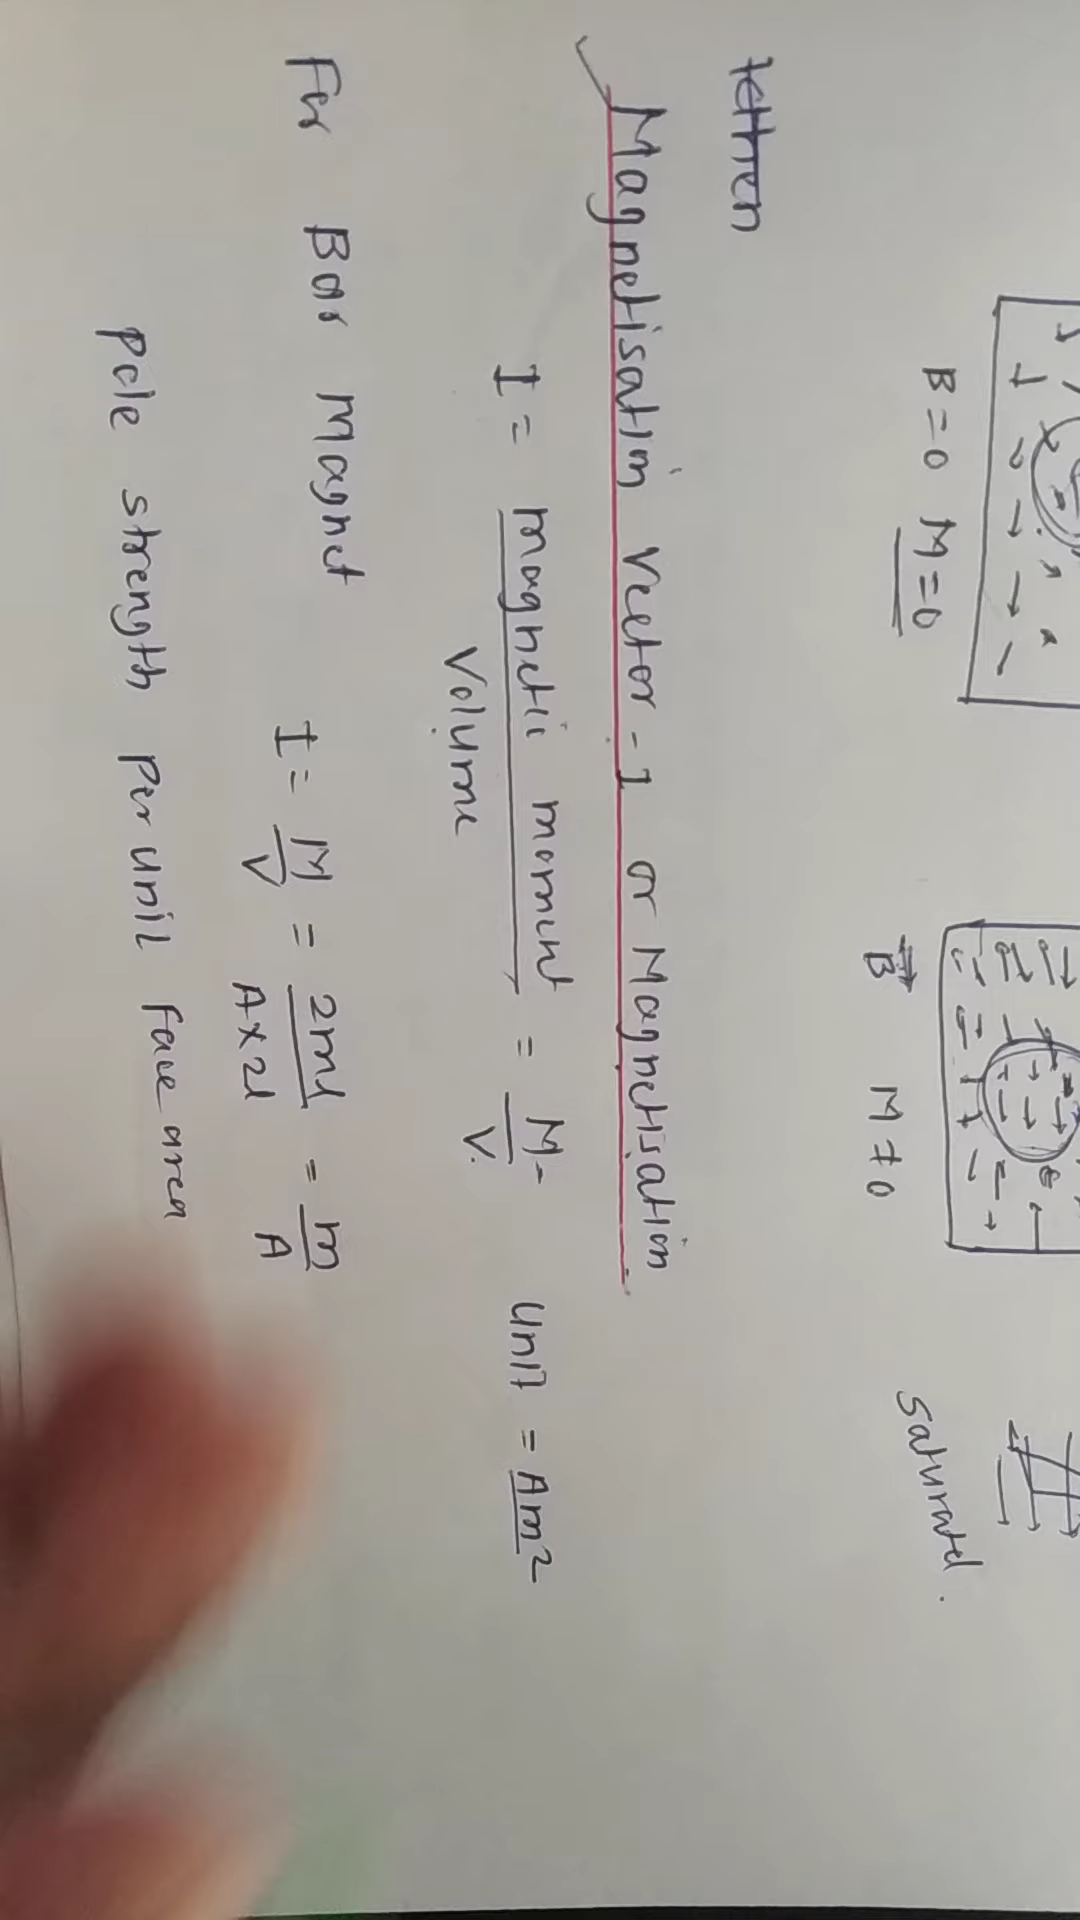 B=0 M=0
B M≠0
saturated.
Magnetisation Vector - I or Magnetisation
I = magnetic moment / Volume = M / V. Unit = Am²
For Bar Magnet
I = M / V = 2ml / A×2l = m / A
Pole strength Per unit face area